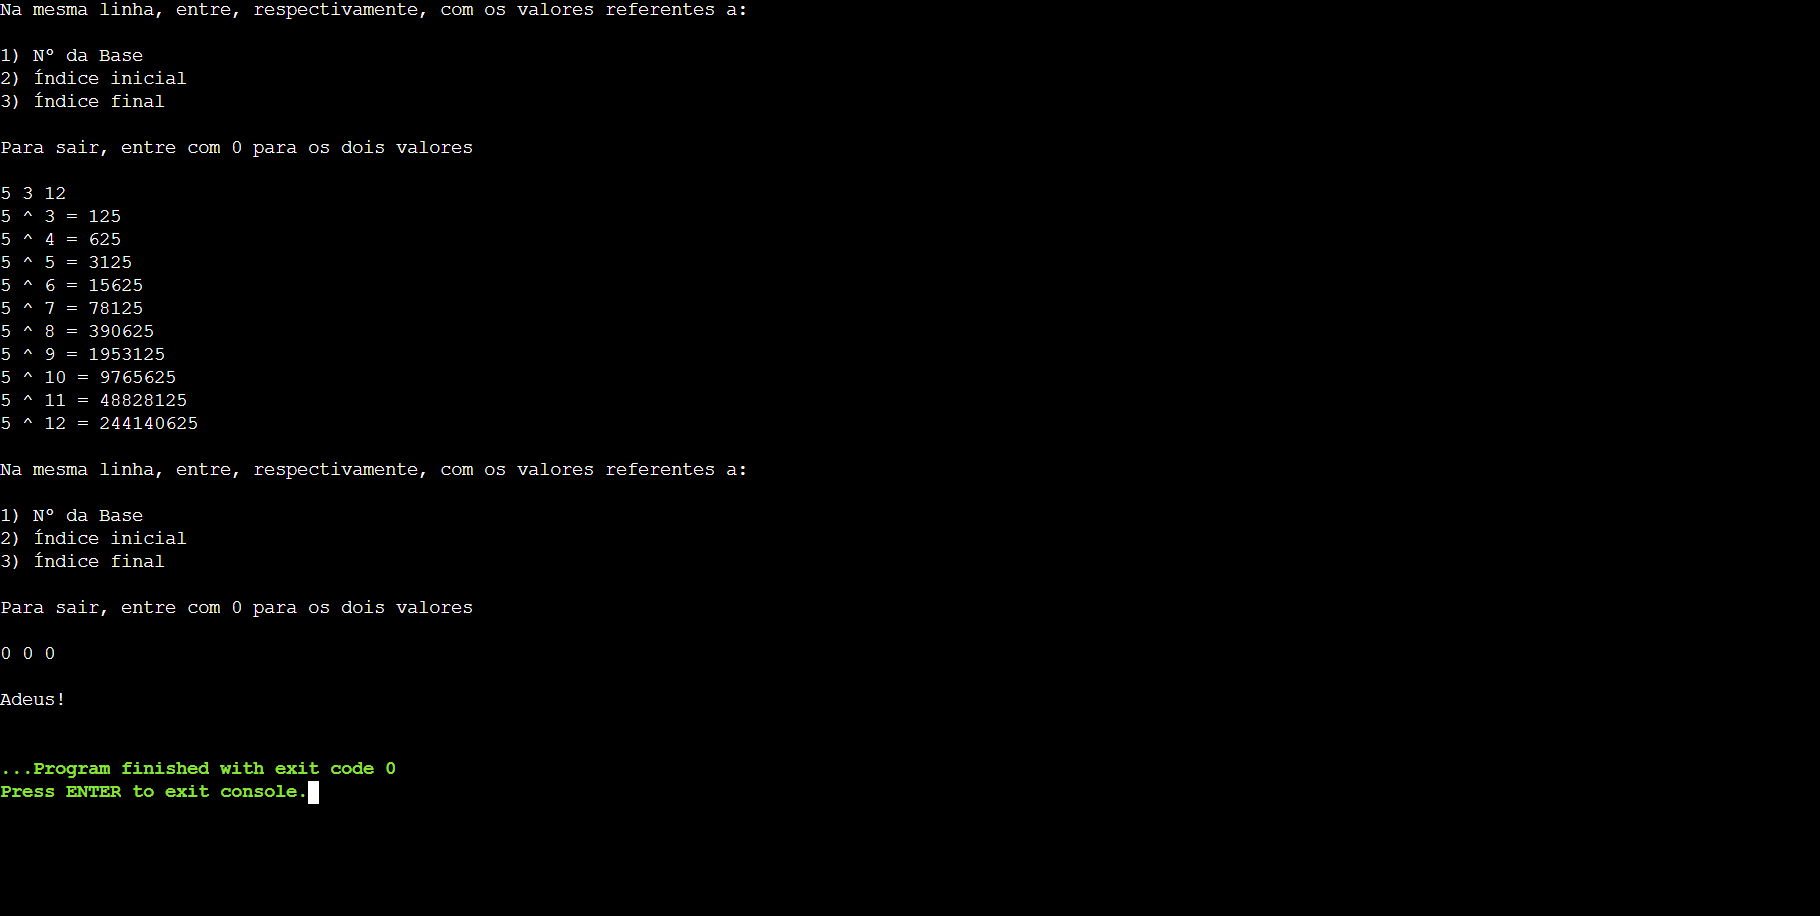 Na mesma linha, entre, respectivamente, com os valores referentes a:
1) Nº da Base
2) Índice inicial
3) Índice final
Para sair, entre com 0 para os dois valores
5 3 12
5 ^ 3 = 125
5 ^ 4 = 625
5 ^ 5 = 3125
5 ^ 6 = 15625
5 ^ 7 = 78125
5 ^ 8 = 390625
5 ^ 9 = 1953125
5 ^ 10 = 9765625
5 ^ 11 = 48828125
5 ^ 12 = 244140625
Na mesma linha, entre, respectivamente, com os valores referentes a:
1) Nº da Base
2) Índice inicial
3) Índice final
Para sair, entre com 0 para os dois valores
0 0 0
Adeus!
...Program finished with exit code 0
Press ENTER to exit console.